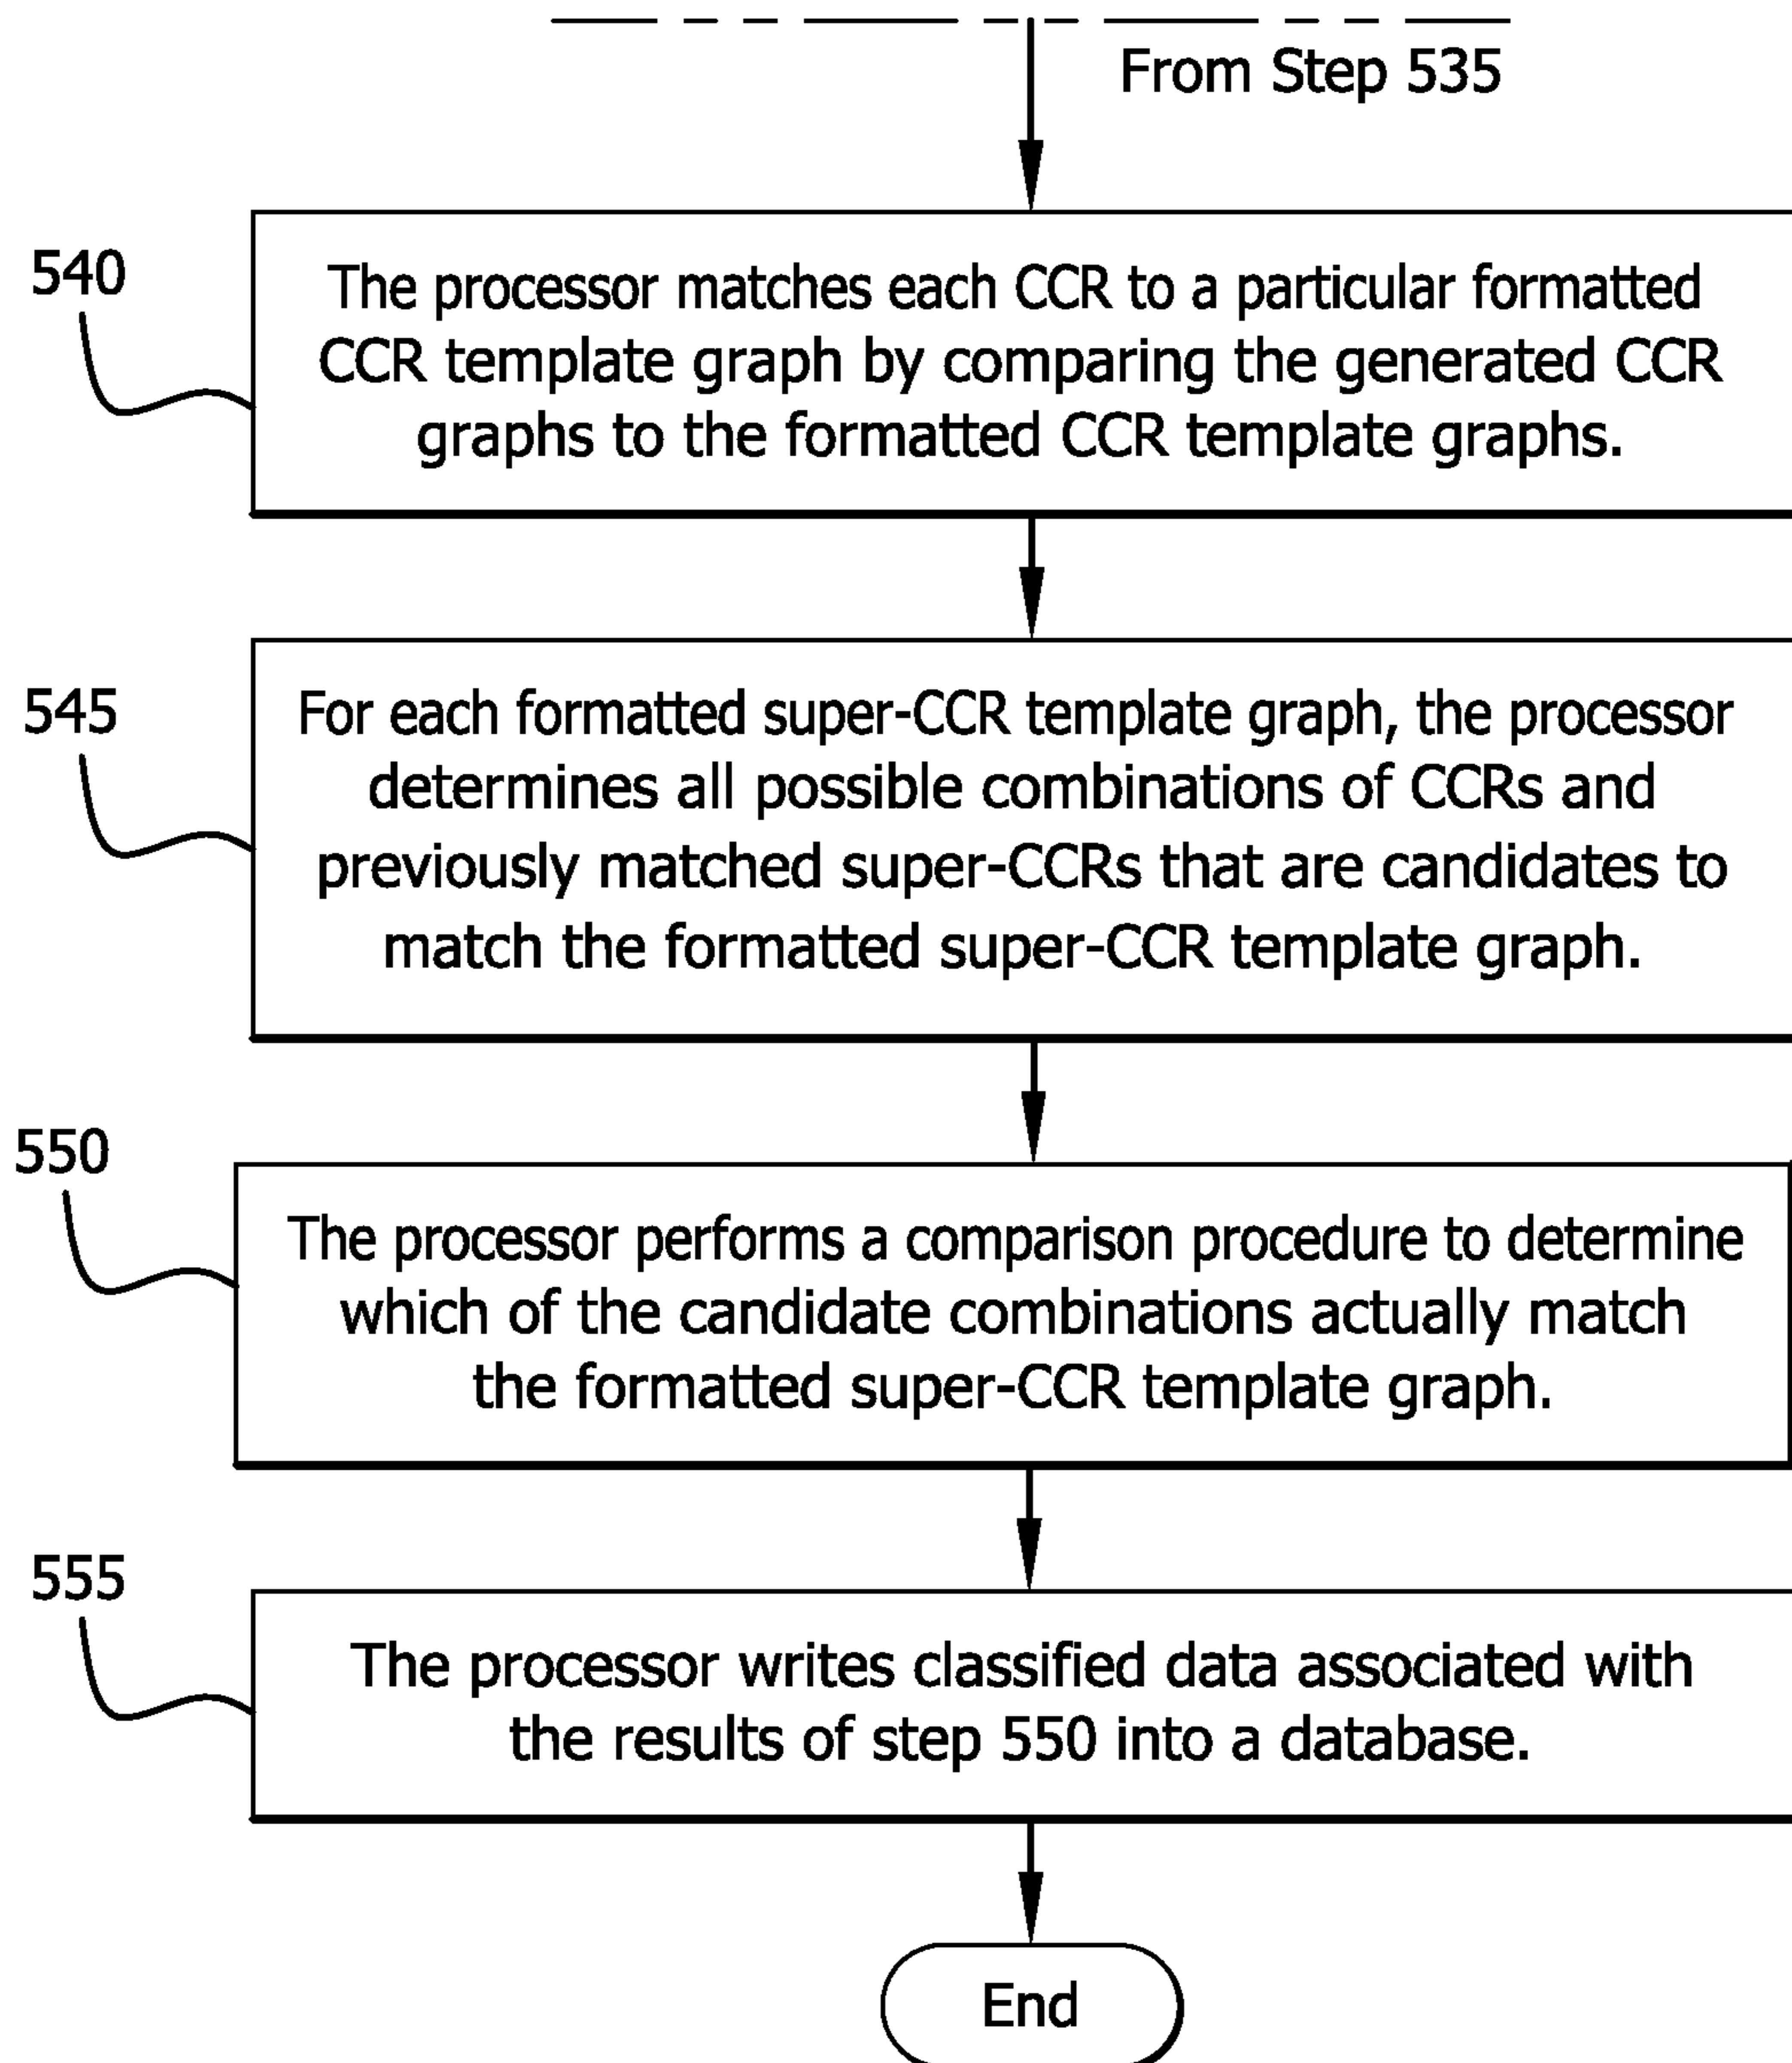 From Step 535
540
The processor matches each CCR to a particular formatted
CCR template graph by comparing the generated CCR
graphs to the formatted CCR template graphs.
545
For each formatted super-CCR template graph, the processor
determines all possible combinations of CCRs and
previously matched super-CCRs that are candidates to
match the formatted super-CCR template graph.
550
The processor performs a comparison procedure to determine
which of the candidate combinations actually match
the formatted super-CCR template graph.
555
The processor writes classified data associated with
the results of step 550 into a database.
End